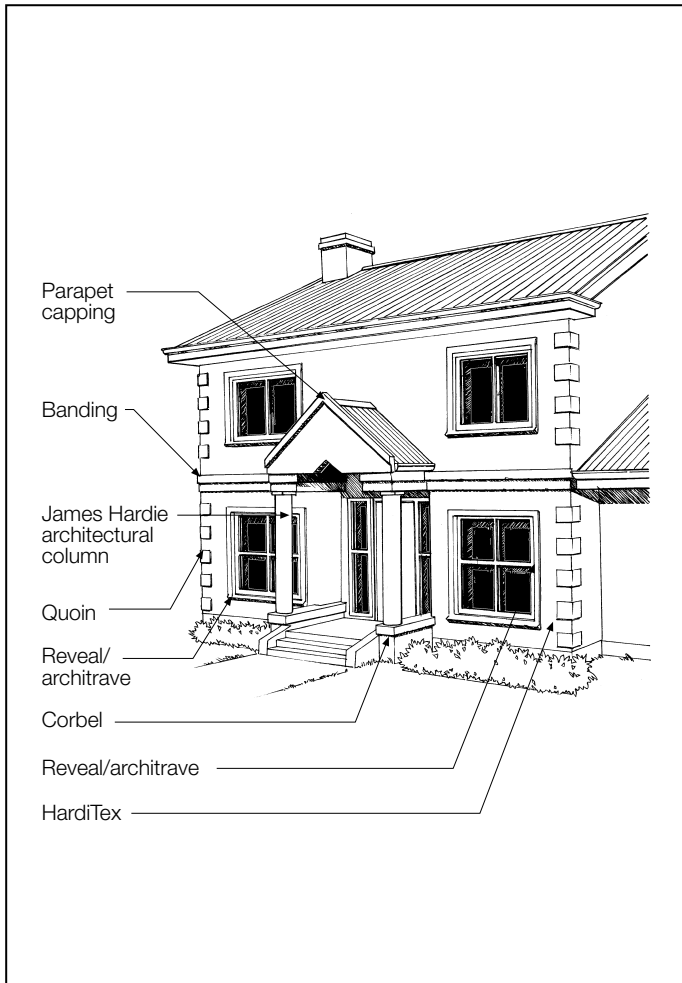 Parapet
capping
Banding
James Hardie
architectural
column
Quoin
Reveal/
architrave
Corbel
Reveal/architrave
HardiTex